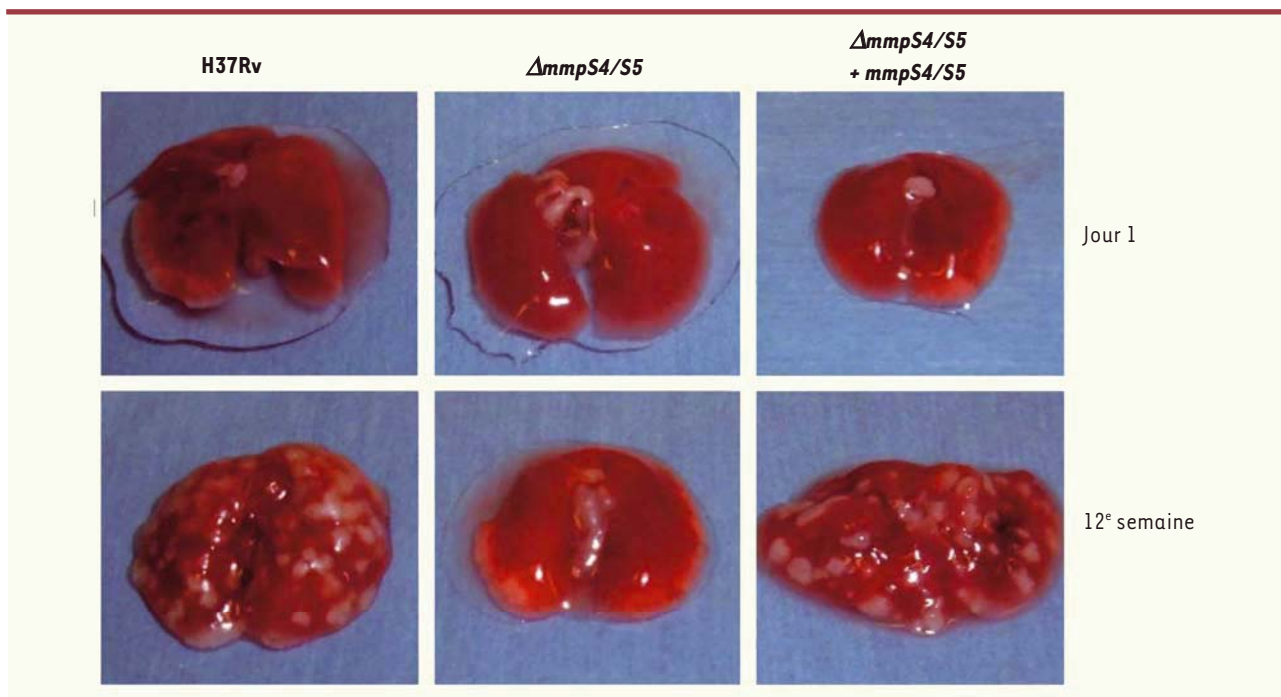 H37Rv
ΔmmpS4/S5
ΔmmpS4/S5
+ mmpS4/S5
Jour 1
12e semaine